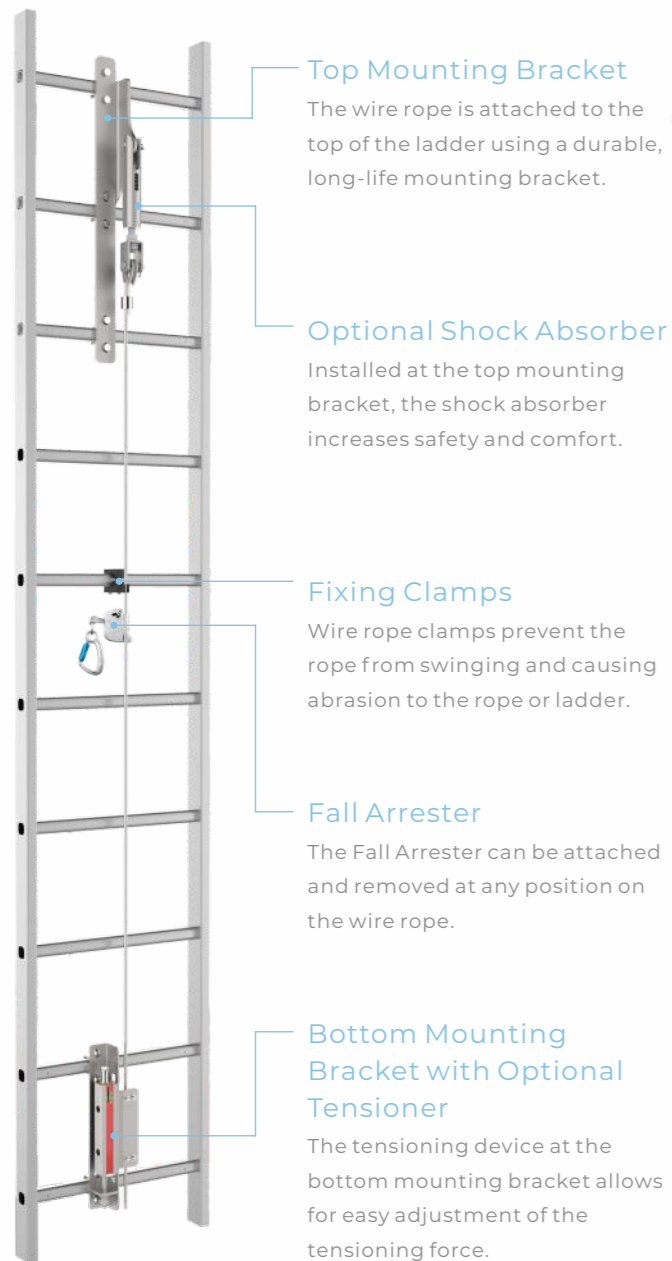 Top Mounting Bracket
The wire rope is attached to the
top of the ladder using a durable,
long-life mounting bracket.
Optional Shock Absorber
Installed at the top mounting
bracket, the shock absorber
increases safety and comfort.
Fixing Clamps
Wire rope clamps prevent the
rope from swinging and causing
abrasion to the rope or ladder.
Fall Arrester
The Fall Arrester can be attached
and removed at any position on
the wire rope.
Bottom Mounting
Bracket with Optional
Tensioner
The tensioning device at the
bottom mounting bracket allows
for easy adjustment of the
tensioning force.